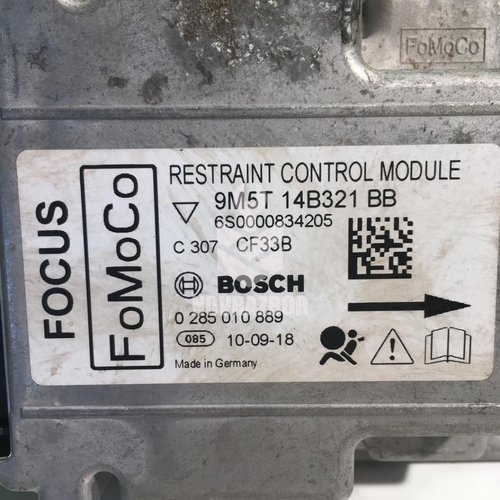 FoMoCo
FOCUS
FoMoCo
RESTRAINT CONTROL MODULE
9M5T 14B321 BB
6S0000834205
C 307 CF33B
BOSCH
0 285 010 889
085 10-09-18
Made in Germany